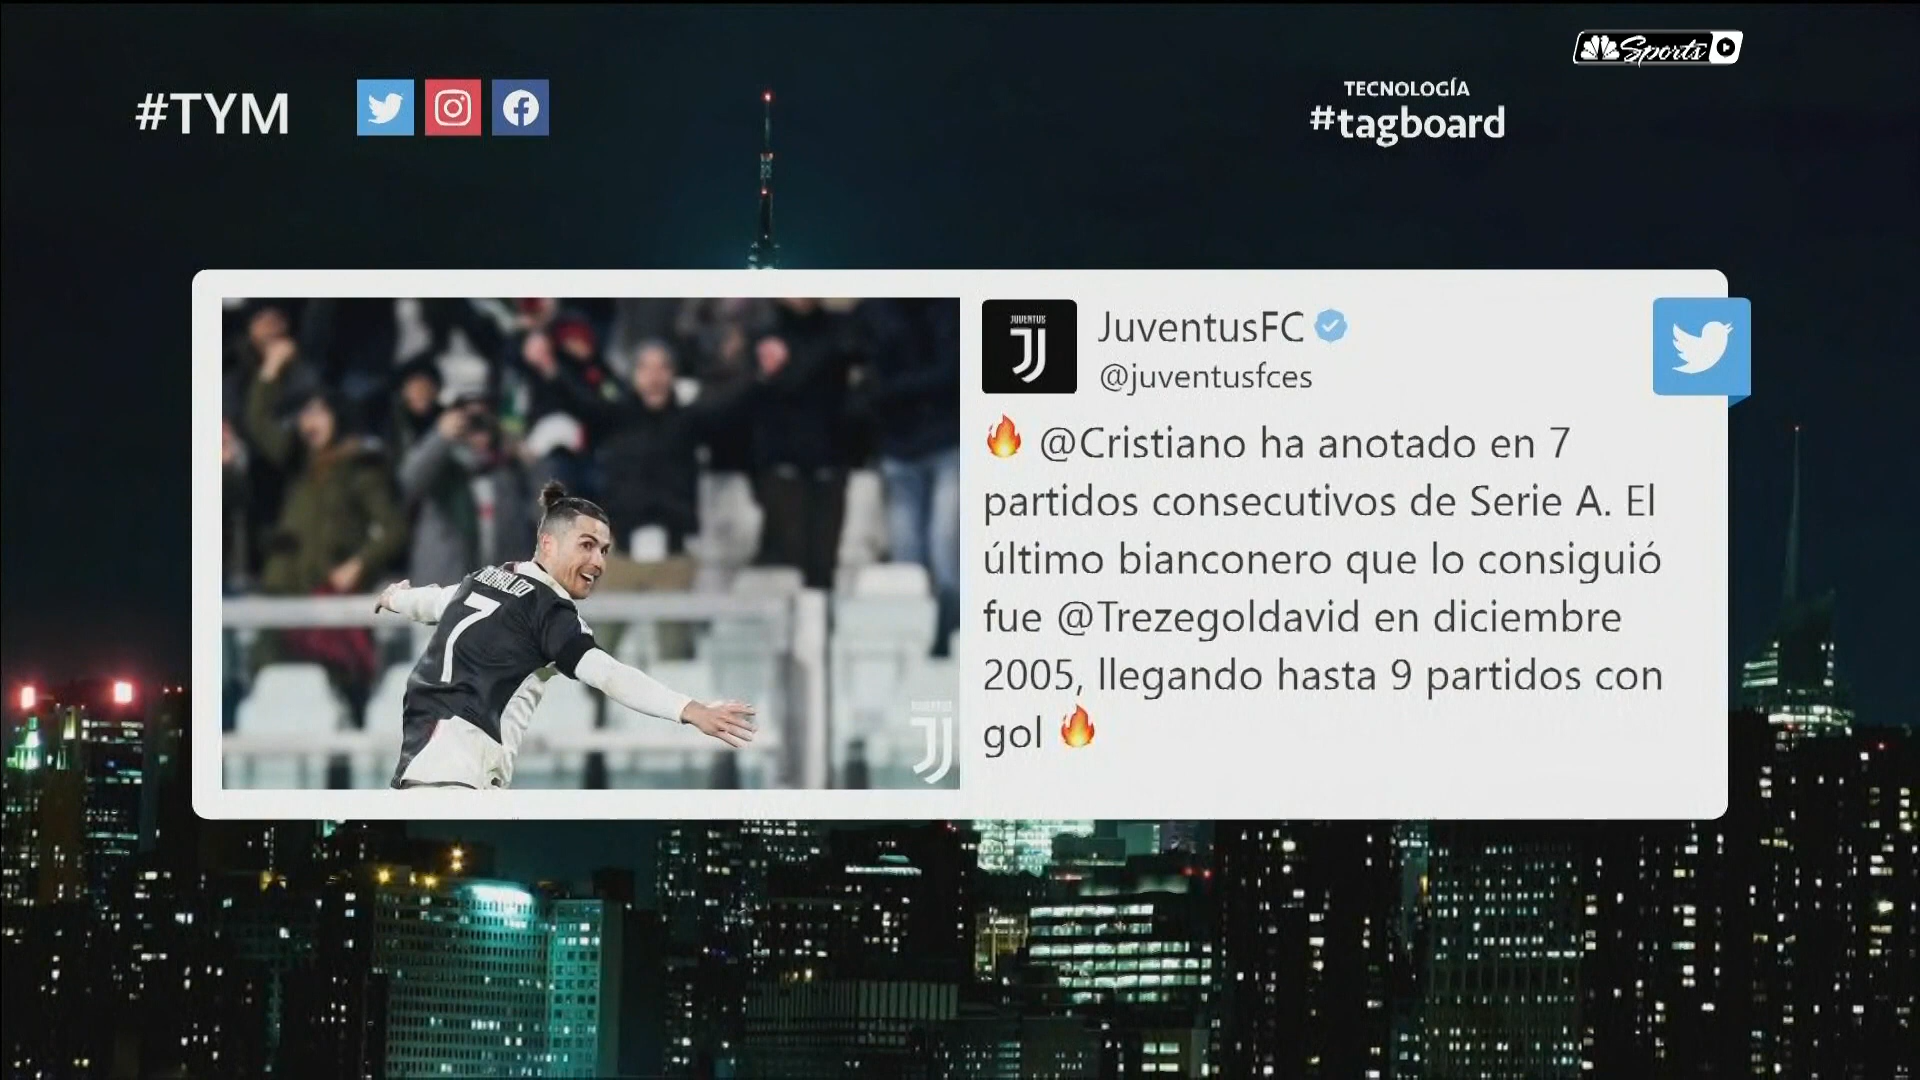 Sports
#TYM
TECNOLOGÍA
#tagboard
JUVENTUS
JuventusFC
@juventusfces
🔥 @Cristiano ha anotado en 7
partidos consecutivos de Serie A. El
último bianconero que lo consiguió
fue @Trezegoldavid en diciembre
2005, llegando hasta 9 partidos con
gol 🔥
RONALDO
7
JUVENTUS